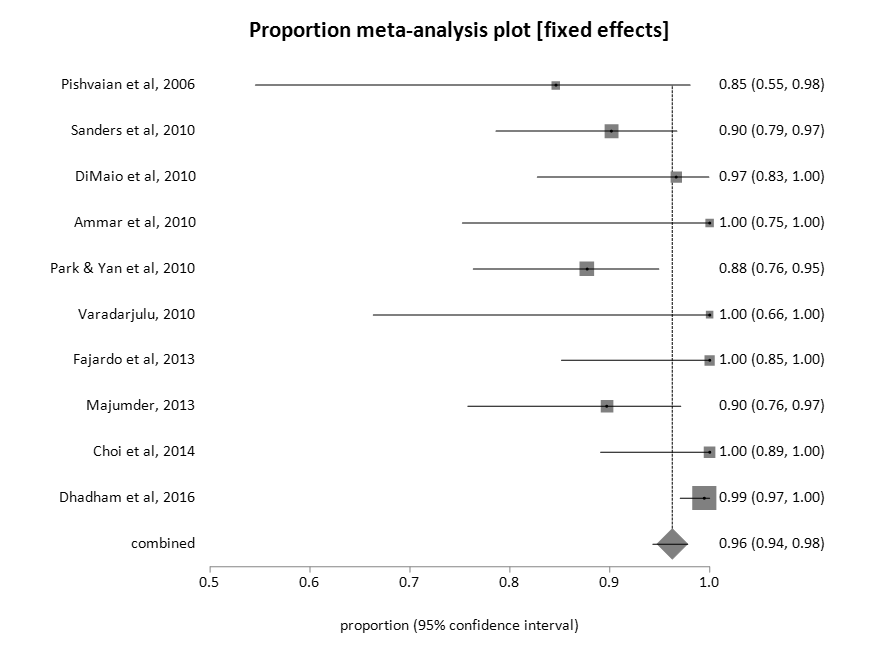 Proportion meta-analysis plot [fixed effects]
Pishvaian et al, 2006 0.85 (0.55, 0.98)
Sanders et al, 2010 0.90 (0.79, 0.97)
DiMaio et al, 2010 0.97 (0.83, 1.00)
Ammar et al, 2010 1.00 (0.75, 1.00)
Park & Yan et al, 2010 0.88 (0.76, 0.95)
Varadarjulu, 2010 1.00 (0.66, 1.00)
Fajardo et al, 2013 1.00 (0.85, 1.00)
Majumder, 2013 0.90 (0.76, 0.97)
Choi et al, 2014 1.00 (0.89, 1.00)
Dhadham et al, 2016 0.99 (0.97, 1.00)
combined 0.96 (0.94, 0.98)
0.5 0.6 0.7 0.8 0.9 1.0
proportion (95% confidence interval)